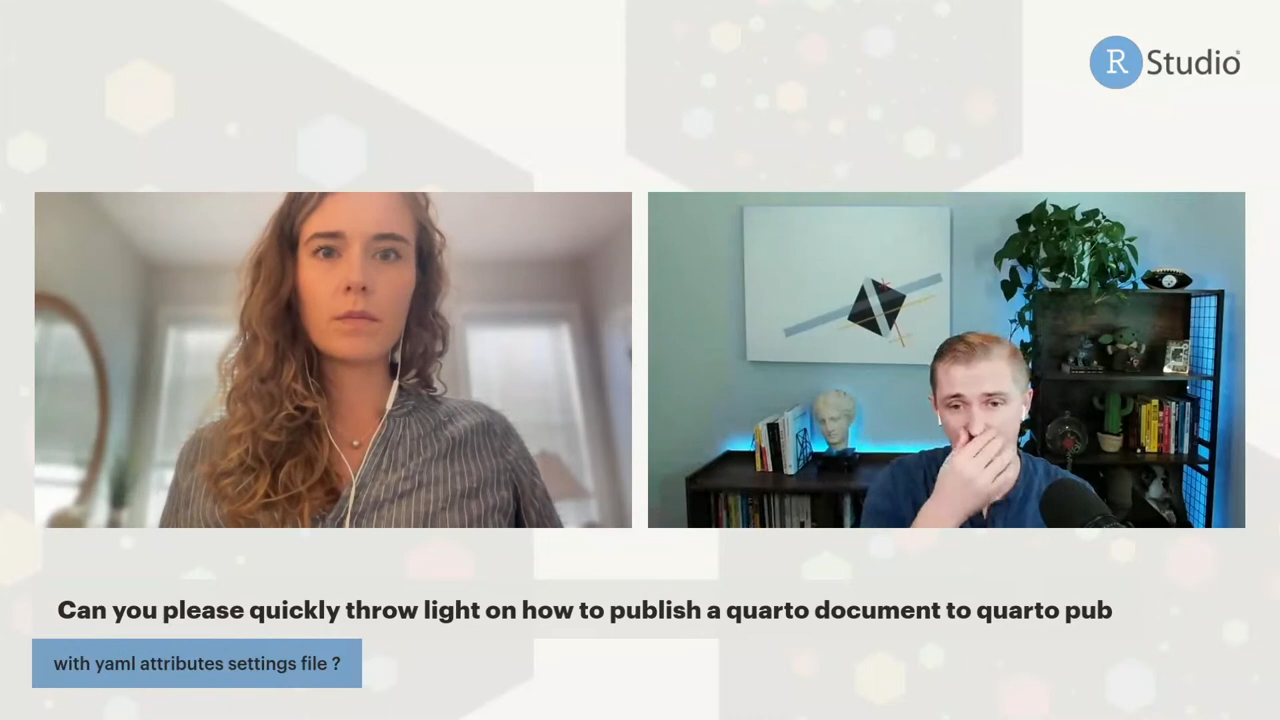 R Studio
Can you please quickly throw light on how to publish a quarto document to quarto pub
with yaml attributes settings file ?